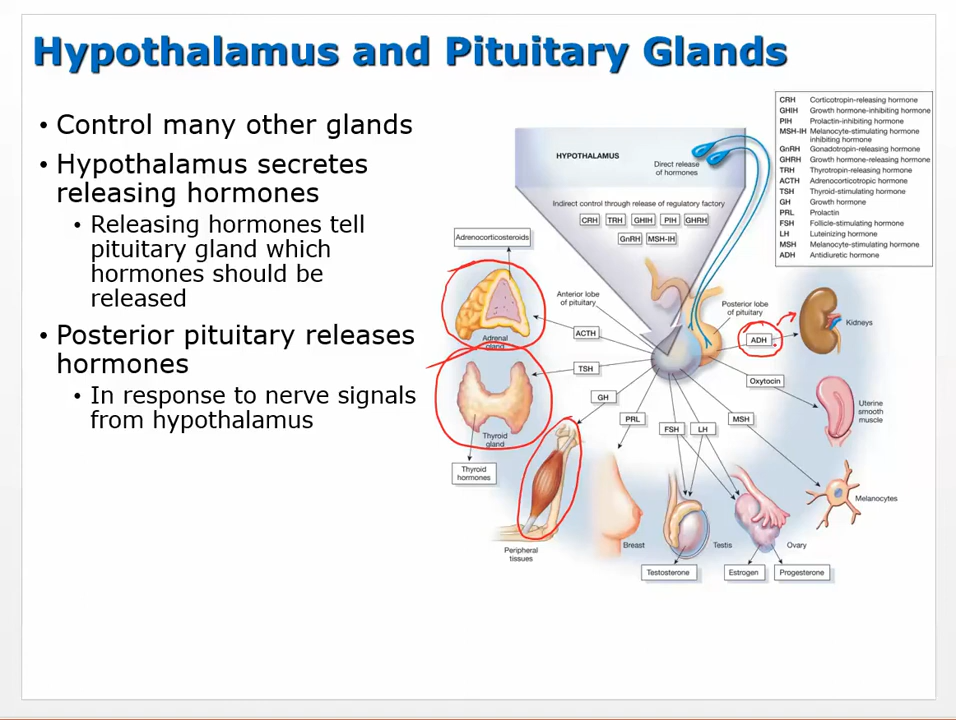 Hypothalamus and Pituitary Glands
• Control many other glands
• Hypothalamus secretes
releasing hormones
• Releasing hormones tell
pituitary gland which
hormones should be
released
• Posterior pituitary releases
hormones
• In response to nerve signals
from hypothalamus
CRH Corticotropin-releasing hormone
GHIH Growth hormone-inhibiting hormone
PIH Prolactin-inhibiting hormone
MSH-IH Melanocyte-stimulating hormone
inhibiting hormone
GnRH Gonadotropin-releasing hormone
GHRH Growth hormone-releasing hormone
TRH Thyrotropin-releasing hormone
ACTH Adrenocorticotropic hormone
TSH Thyroid-stimulating hormone
GH Growth hormone
PRL Prolactin
FSH Follicle-stimulating hormone
LH Luteinizing hormone
MSH Melanocyte-stimulating hormone
ADH Antidiuretic hormone
HYPOTHALAMUS
Direct release
of hormones
Indirect control through release of regulatory factory
CRH TRH GHIH PIH GHRH
GnRH MSH-IH
Adrenocorticosteroids
Anterior lobe
of pituitary
Posterior lobe
of pituitary
Adrenal
gland
ACTH
ADH
Kidneys
TSH
Oxytocin
GH
PRL
FSH
LH
MSH
Uterine
smooth
muscle
Thyroid
gland
Thyroid
hormones
Melanocytes
Peripheral
tissues
Breast
Testis
Ovary
Testosterone
Estrogen
Progesterone